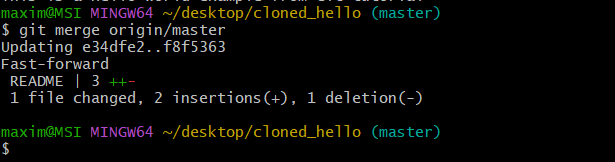 maxim@MSI MINGW64 ~/desktop/cloned_hello (master)
$ git merge origin/master
Updating e34dfe2..f8f5363
Fast-forward
 README | 3 ++-
 1 file changed, 2 insertions(+), 1 deletion(-)
maxim@MSI MINGW64 ~/desktop/cloned_hello (master)
$